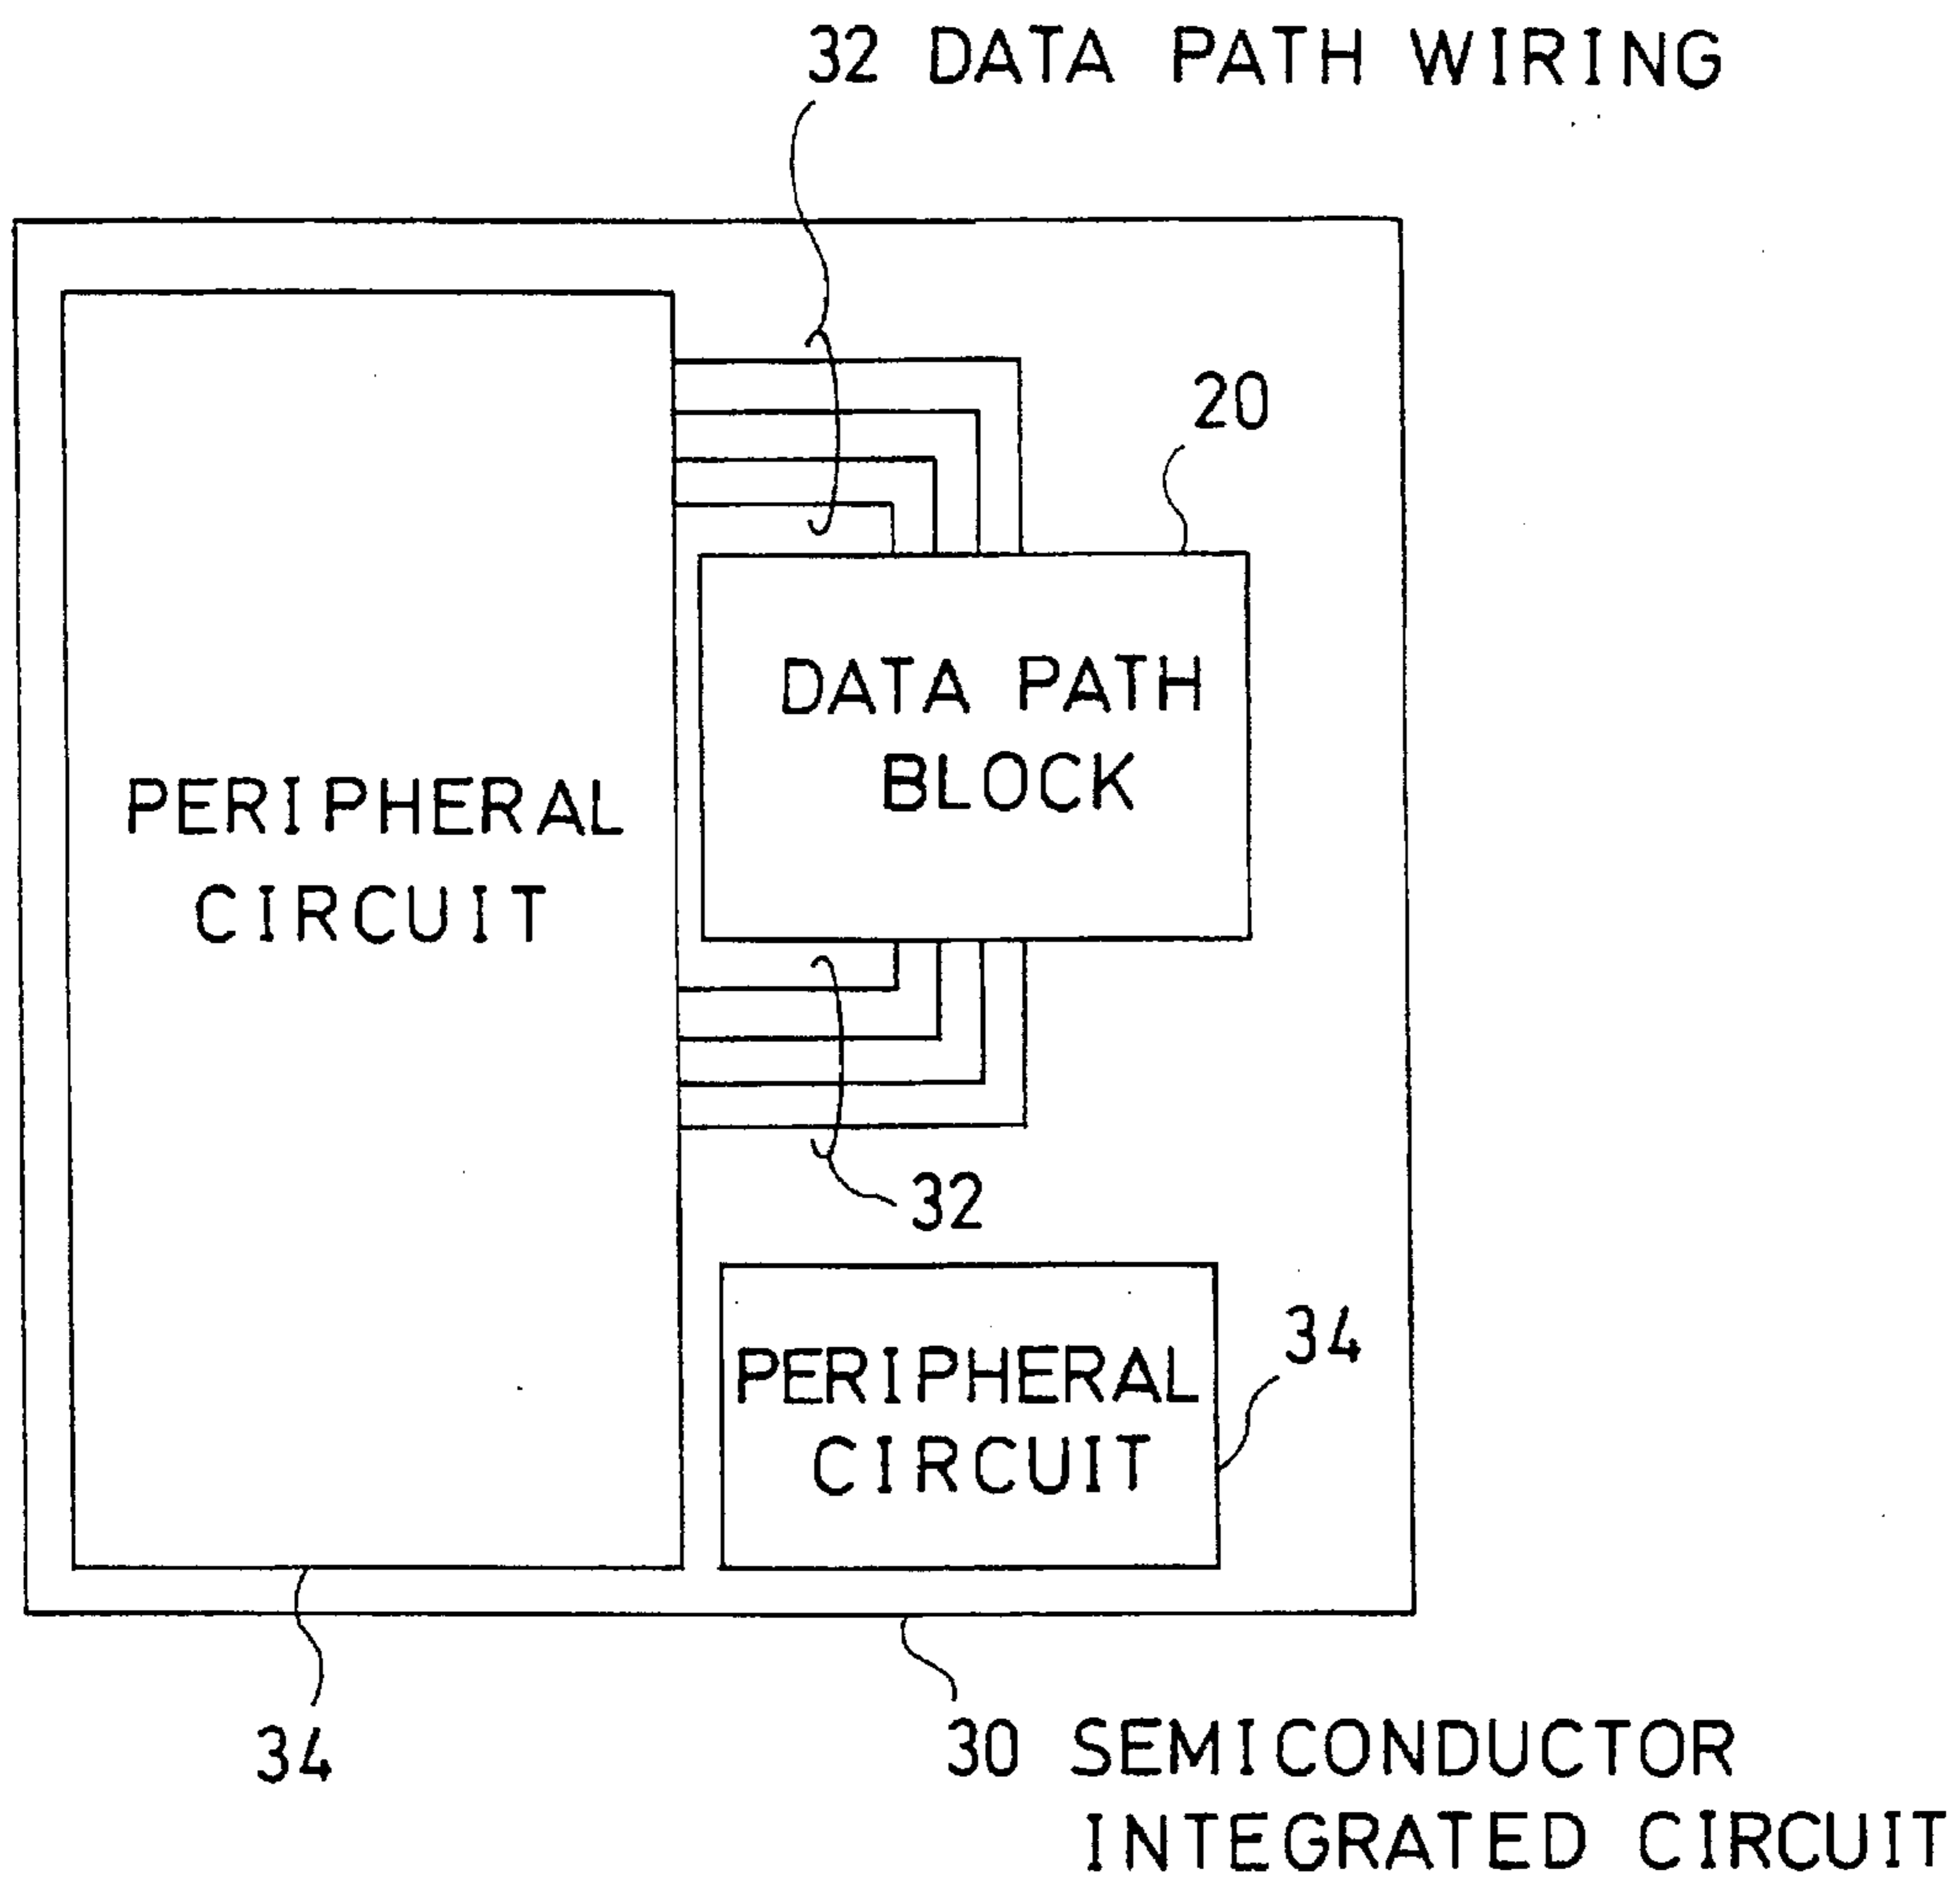 32 DATA PATH WIRING
20
DATA PATH
BLOCK
PERIPHERAL
CIRCUIT
32
34
PERIPHERAL
CIRCUIT
34
30 SEMICONDUCTOR
INTEGRATED CIRCUIT